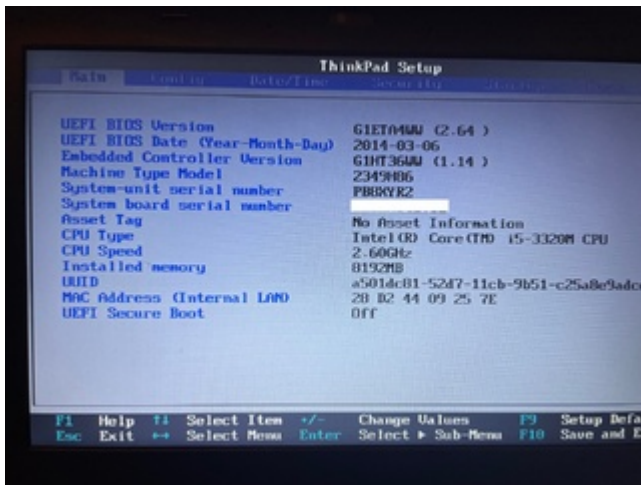 ThinkPad Setup
Main Config Date/Time Security
UEFI BIOS Version G1ETA4WW (2.64 )
UEFI BIOS Date (Year-Month-Day) 2014-03-06
Embedded Controller Version G1HT36WW (1.14 )
Machine Type Model 2349H86
System-unit serial number PBBXYR2
System board serial number
Asset Tag No Asset Information
CPU Type Intel(R) Core(TM) i5-3320M CPU
CPU Speed 2.60GHz
Installed memory 8192MB
UUID a501dc81-52d7-11cb-9b51-c25a8e9adc
MAC Address (Internal LAN) 28 D2 44 09 25 7E
UEFI Secure Boot Off
F1 Help ↑↓ Select Item +/- Change Values F9 Setup Defa
Esc Exit ↔ Select Menu Enter Select ▶ Sub-Menu F10 Save and E